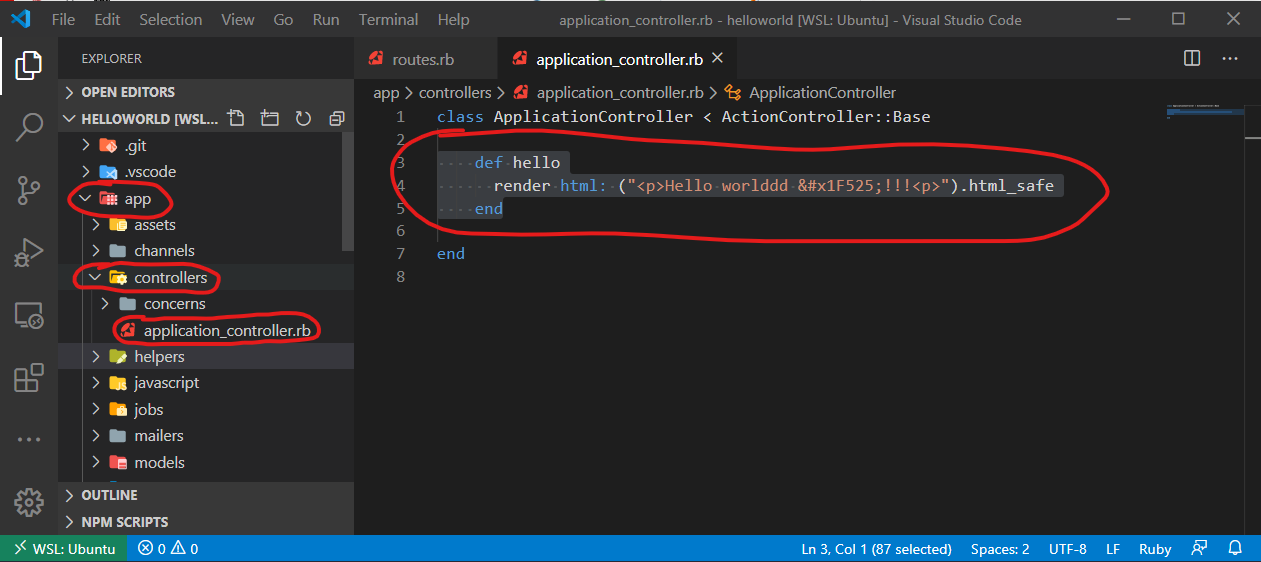 File Edit Selection View Go Run Terminal Help application_controller.rb - helloworld [WSL: Ubuntu] - Visual Studio Code
EXPLORER
OPEN EDITORS
HELLOWORLD [WSL...
.git
.vscode
app
assets
channels
controllers
concerns
application_controller.rb
helpers
javascript
jobs
mailers
models
OUTLINE
NPM SCRIPTS
routes.rb application_controller.rb
app > controllers > application_controller.rb > ApplicationController
1 class ApplicationController < ActionController::Base
2
3 def hello
4 render html: ("<p>Hello worlddd &#x1F525;!!!<p>").html_safe
5 end
6
7 end
8
WSL: Ubuntu 0 0 Ln 3, Col 1 (87 selected) Spaces: 2 UTF-8 LF Ruby